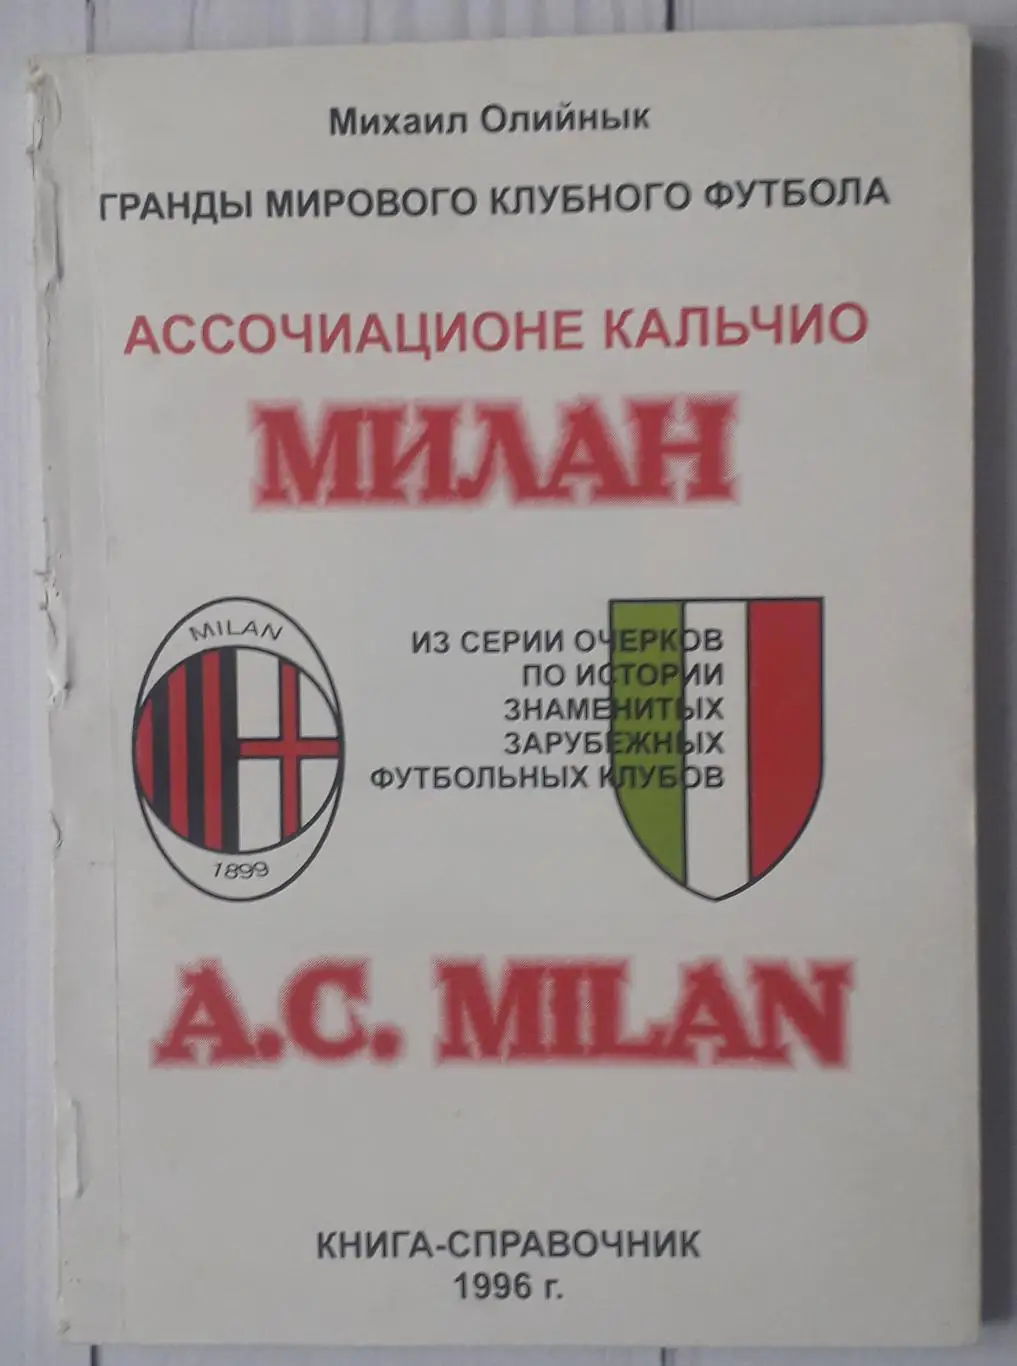 Михаил Олийнык
ГРАНДЫ МИРОВОГО КЛУБНОГО ФУТБОЛА
АССОЧИАЦИОНЕ КАЛЬЧИО
МИЛАН
MILAN
1899
ИЗ СЕРИИ ОЧЕРКОВ
ПО ИСТОРИИ
ЗНАМЕНИТЫХ
ЗАРУБЕЖНЫХ
ФУТБОЛЬНЫХ КЛУБОВ
A.C. MILAN
КНИГА-СПРАВОЧНИК
1996 г.